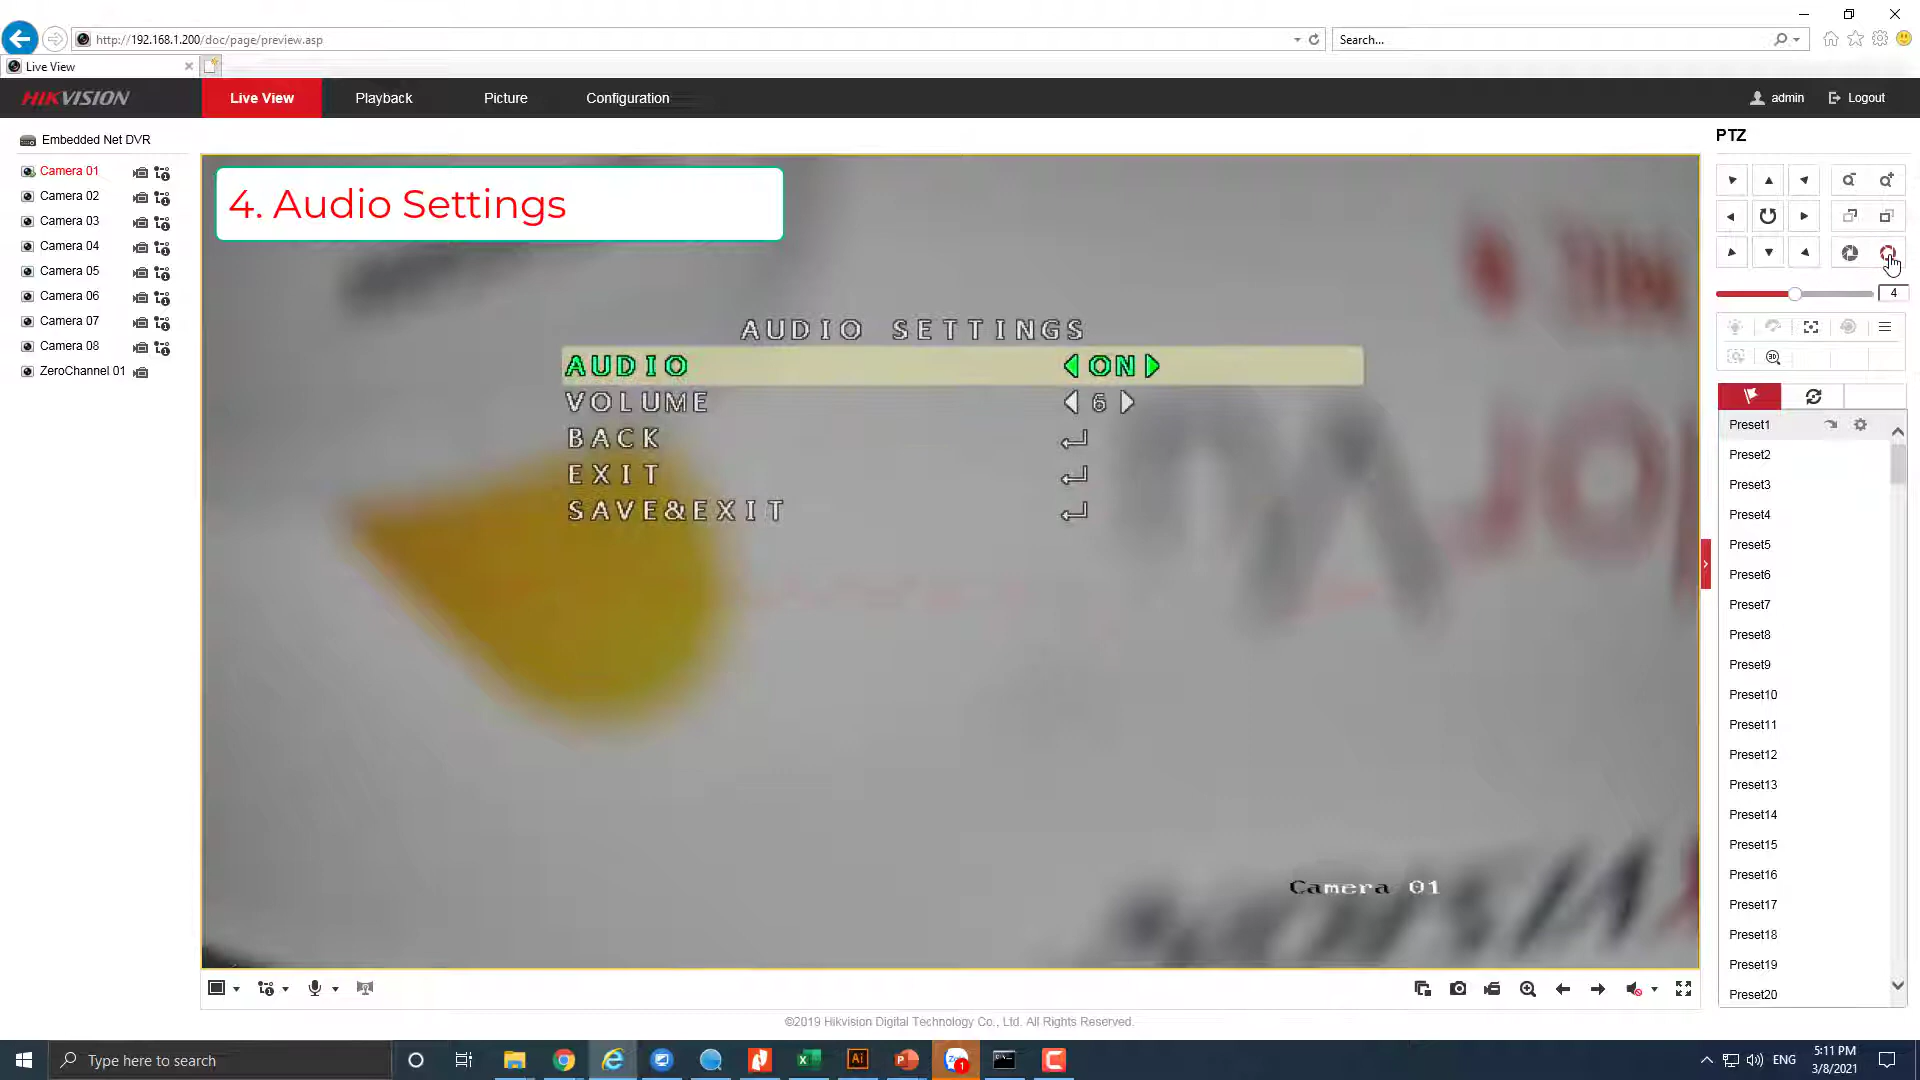 http://192.168.1.200/doc/page/preview.asp
Search...
Live View
HIKVISION
Live View
Playback
Picture
Configuration
admin
Logout
Embedded Net DVR
Camera 01
Camera 02
Camera 03
Camera 04
Camera 05
Camera 06
Camera 07
Camera 08
ZeroChannel 01
4. Audio Settings
AUDIO SETTINGS
AUDIO ON
VOLUME 6
BACK
EXIT
SAVE&EXIT
Camera 01
PTZ
4
Preset1
Preset2
Preset3
Preset4
Preset5
Preset6
Preset7
Preset8
Preset9
Preset10
Preset11
Preset12
Preset13
Preset14
Preset15
Preset16
Preset17
Preset18
Preset19
Preset20
©2019 Hikvision Digital Technology Co., Ltd. All Rights Reserved.
Type here to search
ENG
5:11 PM
3/8/2021